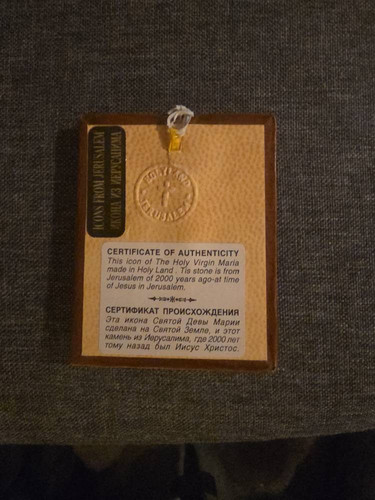 ICONS FROM JERUSALEM
ИКОНА ИЗ ИЕРУСАЛИМА
HOLY LAND
JERUSALEM
CERTIFICATE OF AUTHENTICITY
This icon of The Holy Virgin Maria
made in Holy Land . Tis stone is from
Jerusalem of 2000 years ago-at time
of Jesus in Jerusalem.
СЕРТИФИКАТ ПРОИСХОЖДЕНИЯ
Эта икона Святой Девы Марии
сделана на Святой Земле, и этот
камень из Иерусалима, где 2000 лет
тому назад был Иисус Христос.